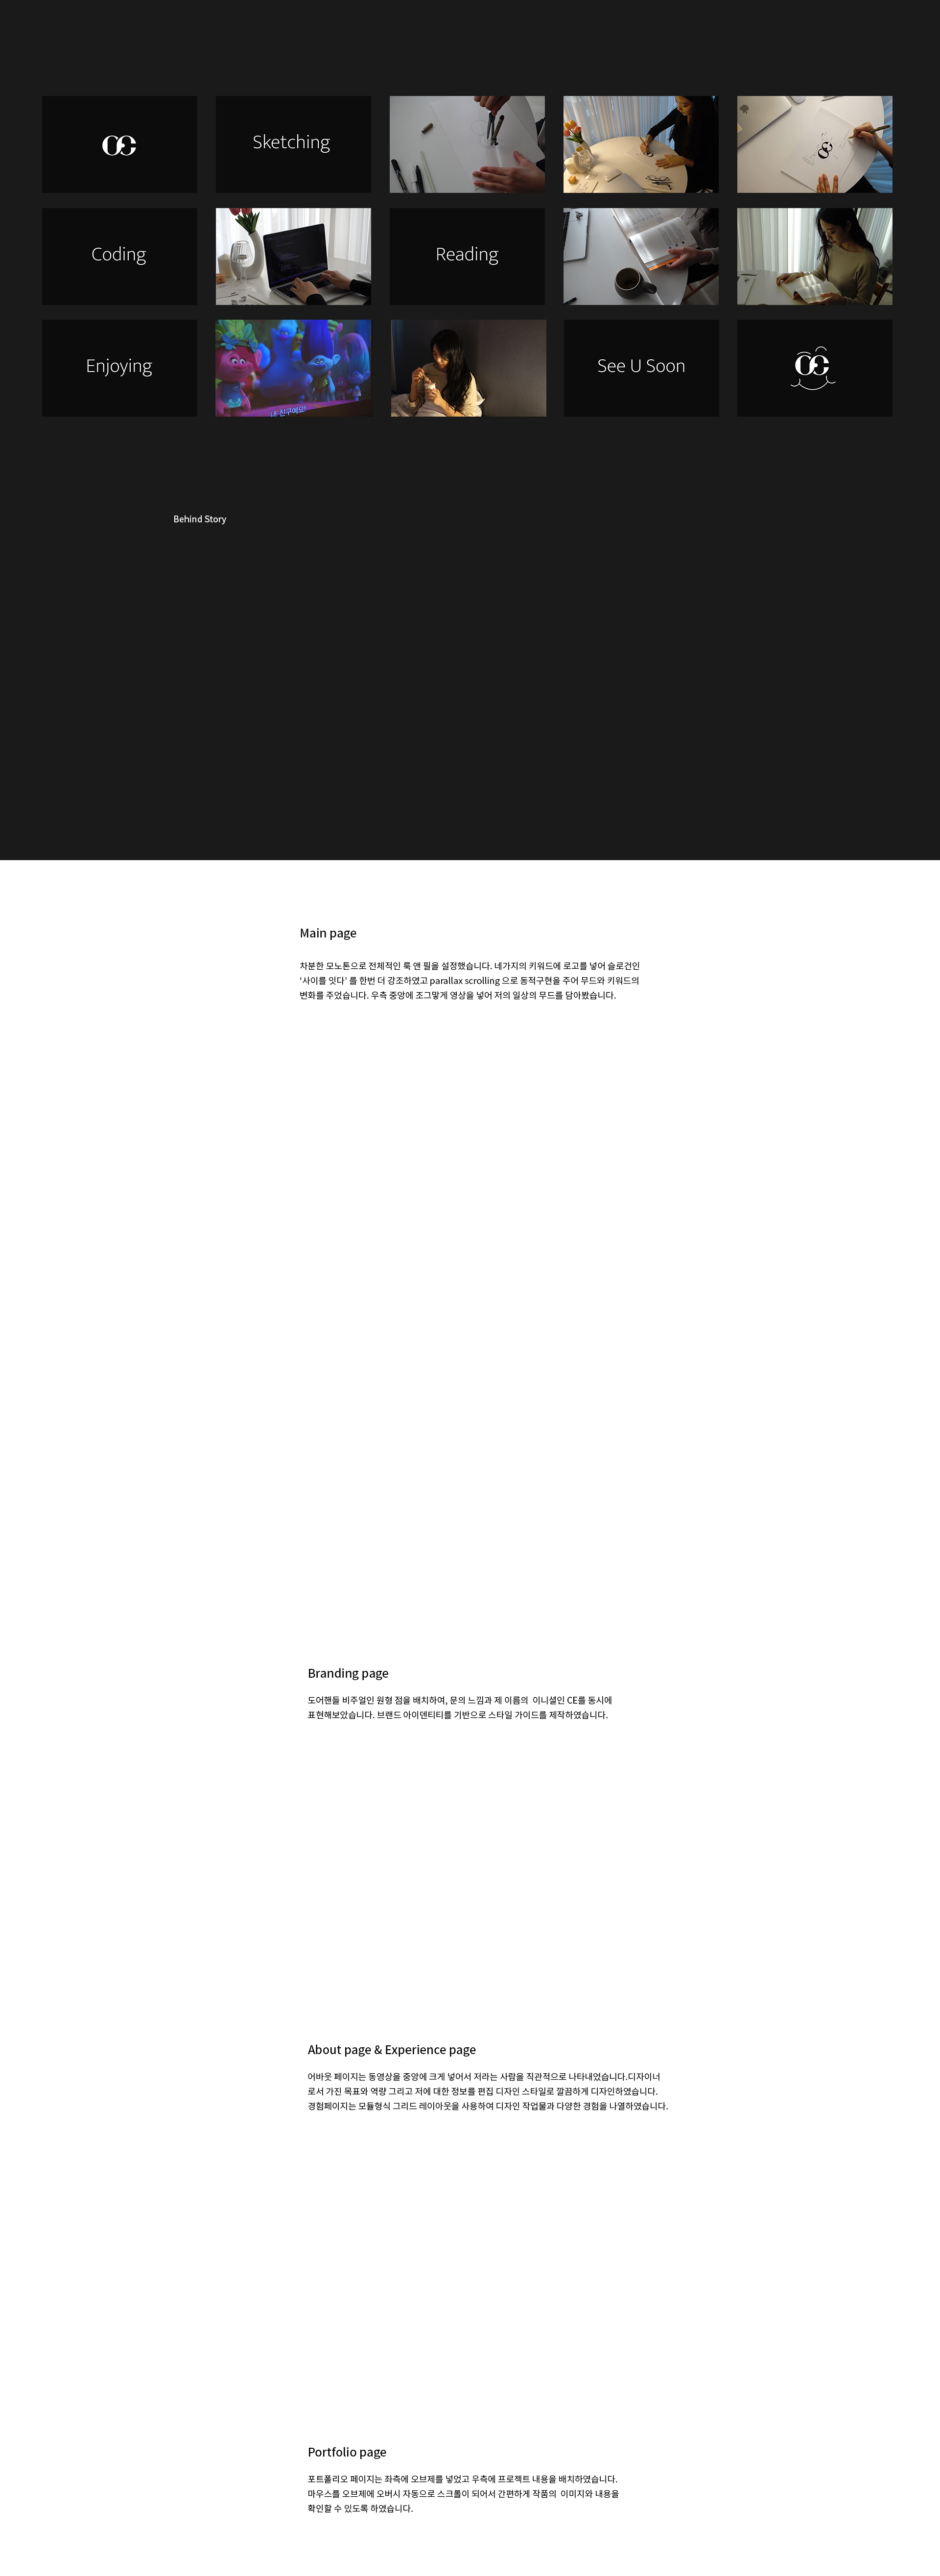 Sketching
Coding
Reading
Enjoying
내 친구예요!
See U Soon
Behind Story
Main page
차분한 모노톤으로 전체적인 룩 앤 필을 설정했습니다. 네가지의 키워드에 로고를 넣어 슬로건인
‘사이를 잇다’ 를 한번 더 강조하였고 parallax scrolling 으로 동적구현을 주어 무드와 키워드의
변화를 주었습니다. 우측 중앙에 조그맣게 영상을 넣어 저의 일상의 무드를 담아봤습니다.
Branding page
도어핸들 비주얼인 원형 점을 배치하여, 문의 느낌과 제 이름의 이니셜인 CE를 동시에
표현해보았습니다. 브랜드 아이덴티티를 기반으로 스타일 가이드를 제작하였습니다.
About page & Experience page
어바웃 페이지는 동영상을 중앙에 크게 넣어서 저라는 사람을 직관적으로 나타내었습니다.디자이너
로서 가진 목표와 역량 그리고 저에 대한 정보를 편집 디자인 스타일로 깔끔하게 디자인하였습니다.
경험페이지는 모듈형식 그리드 레이아웃을 사용하여 디자인 작업물과 다양한 경험을 나열하였습니다.
Portfolio page
포트폴리오 페이지는 좌측에 오브제를 넣었고 우측에 프로젝트 내용을 배치하였습니다.
마우스를 오브제에 오버시 자동으로 스크롤이 되어서 간편하게 작품의 이미지와 내용을
확인할 수 있도록 하였습니다.